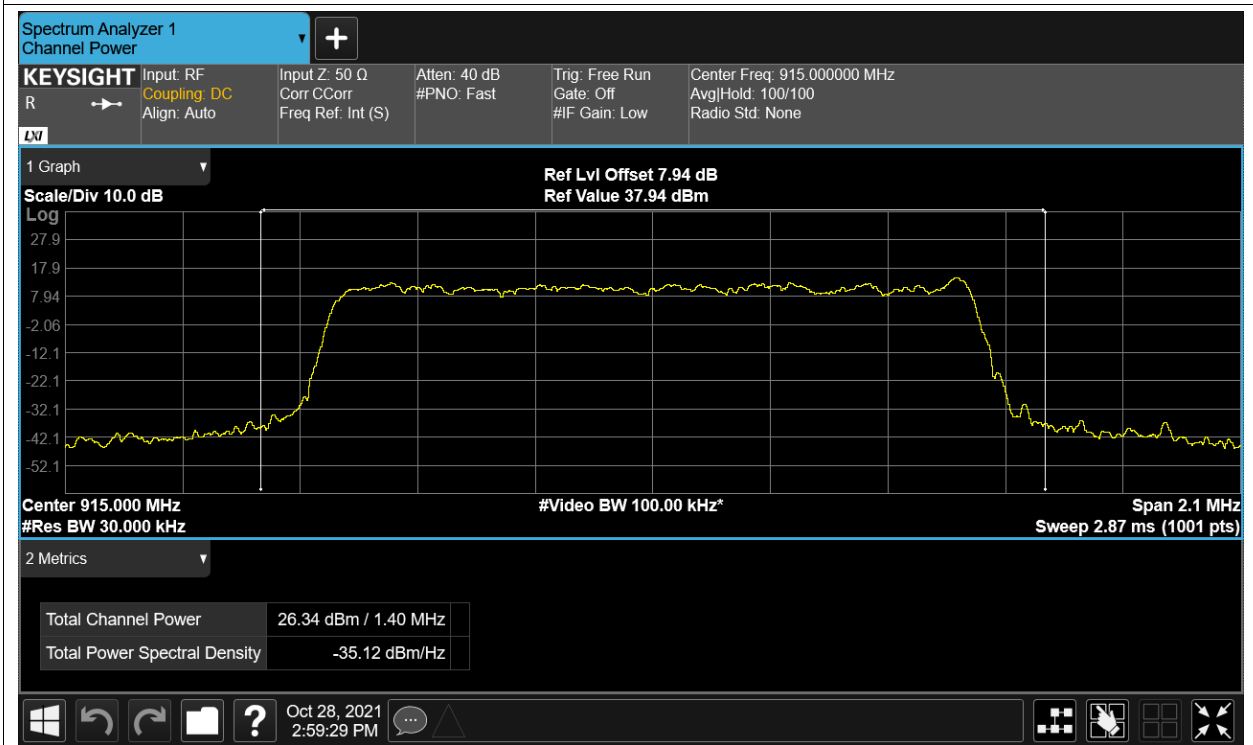 Spectrum Analyzer 1
Channel Power
KEYSIGHT
R
LXI
Input: RF
Coupling: DC
Align: Auto
Input Z: 50 Ω
Corr CCorr
Freq Ref: Int (S)
Atten: 40 dB
#PNO: Fast
Trig: Free Run
Gate: Off
#IF Gain: Low
Center Freq: 915.000000 MHz
Avg|Hold: 100/100
Radio Std: None
1 Graph
Ref Lvl Offset 7.94 dB
Scale/Div 10.0 dB
Ref Value 37.94 dBm
Log
27.9
17.9
7.94
-2.06
-12.1
-22.1
-32.1
-42.1
-52.1
Center 915.000 MHz
#Video BW 100.00 kHz*
Span 2.1 MHz
#Res BW 30.000 kHz
Sweep 2.87 ms (1001 pts)
2 Metrics
Total Channel Power 26.34 dBm / 1.40 MHz
Total Power Spectral Density -35.12 dBm/Hz
?
Oct 28, 2021
2:59:29 PM